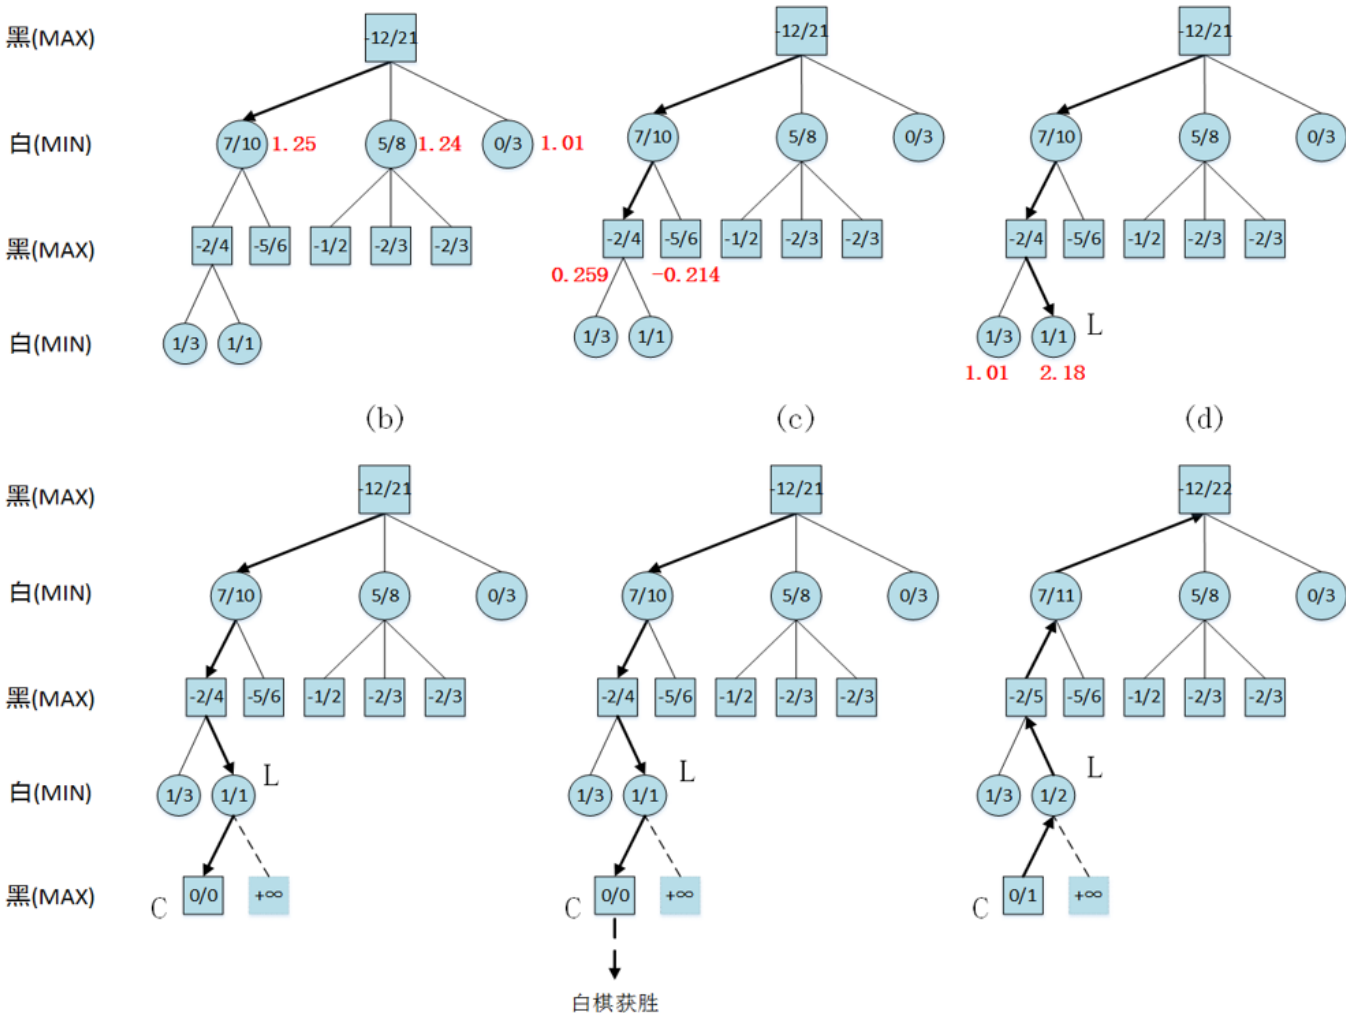 黑(MAX) -12/21 -12/21 -12/21
白(MIN) 7/10 1.25 5/8 1.24 0/3 1.01 7/10 5/8 0/3 7/10 5/8 0/3
黑(MAX) -2/4 -5/6 -1/2 -2/3 -2/3 -2/4 -5/6 -1/2 -2/3 -2/3 -2/4 -5/6 -1/2 -2/3 -2/3
0.259 -0.214
白(MIN) 1/3 1/1 1/3 1/1 1/3 1/1 L
1.01 2.18
(b) (c) (d)
黑(MAX) -12/21 -12/21 -12/22
白(MIN) 7/10 5/8 0/3 7/10 5/8 0/3 7/11 5/8 0/3
黑(MAX) -2/4 -5/6 -1/2 -2/3 -2/3 -2/4 -5/6 -1/2 -2/3 -2/3 -2/5 -5/6 -1/2 -2/3 -2/3
白(MIN) 1/3 1/1 L 1/3 1/1 L 1/3 1/2 L
黑(MAX) C 0/0 +∞ C 0/0 +∞ C 0/1 +∞
白棋获胜